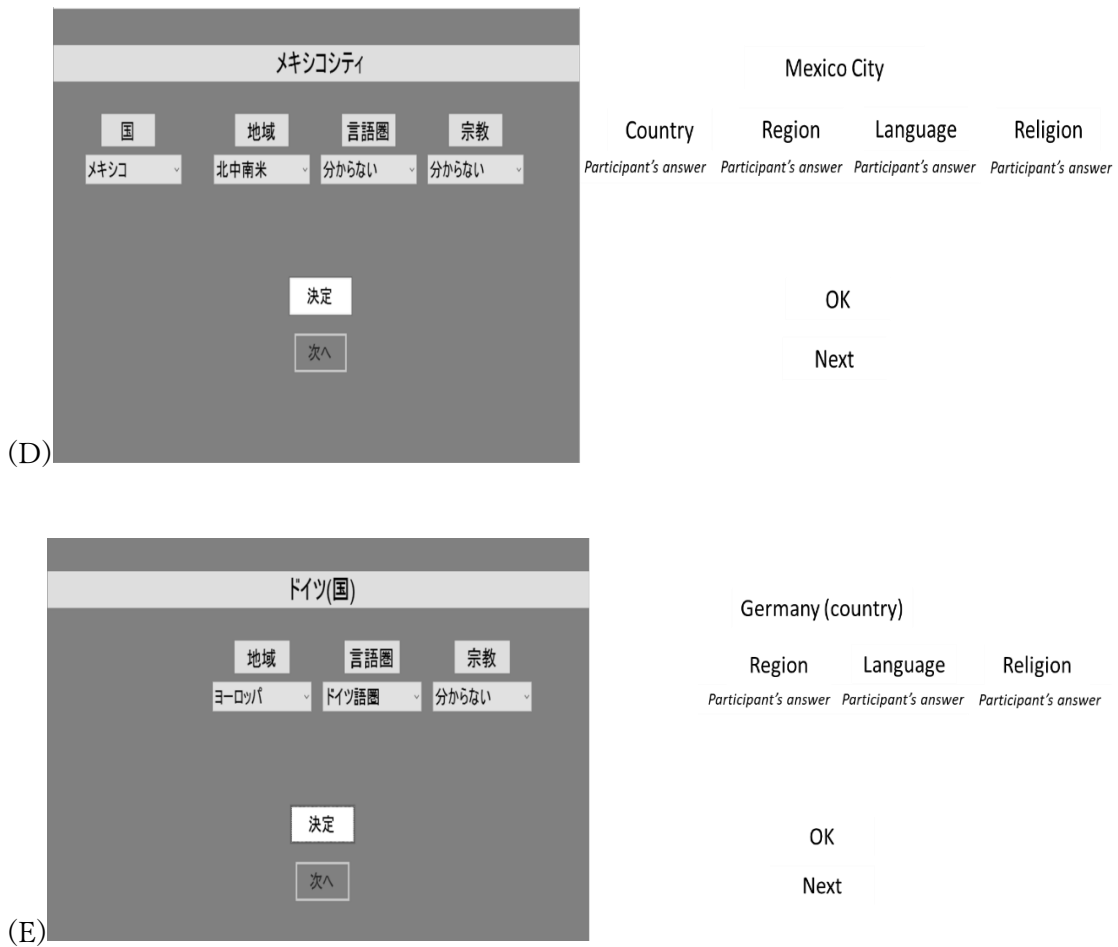 メキシコシティ
国 地域 言語圏 宗教
メキシコ 北中南米 分からない 分からない
決定
次へ
Mexico City
Country Region Language Religion
Participant's answer Participant's answer Participant's answer Participant's answer
OK
Next
(D)
ドイツ(国)
地域 言語圏 宗教
ヨーロッパ ドイツ語圏 分からない
決定
次へ
Germany (country)
Region Language Religion
Participant's answer Participant's answer Participant's answer
OK
Next
(E)